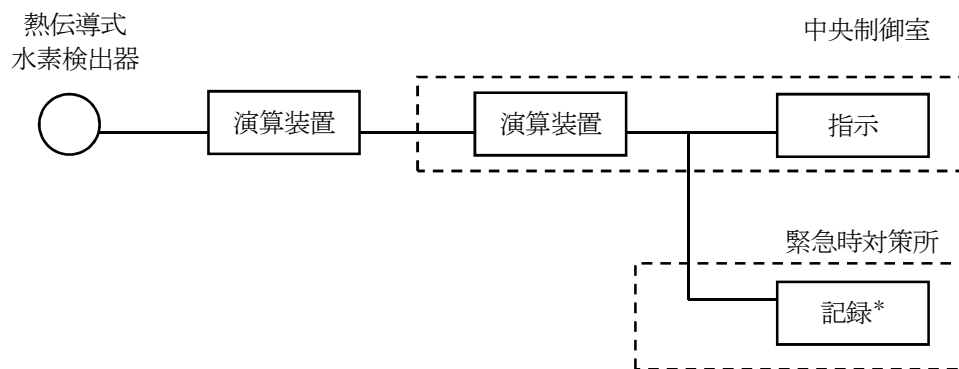 熱伝導式
水素検出器
中央制御室
演算装置
演算装置
指示
緊急時対策所
記録*